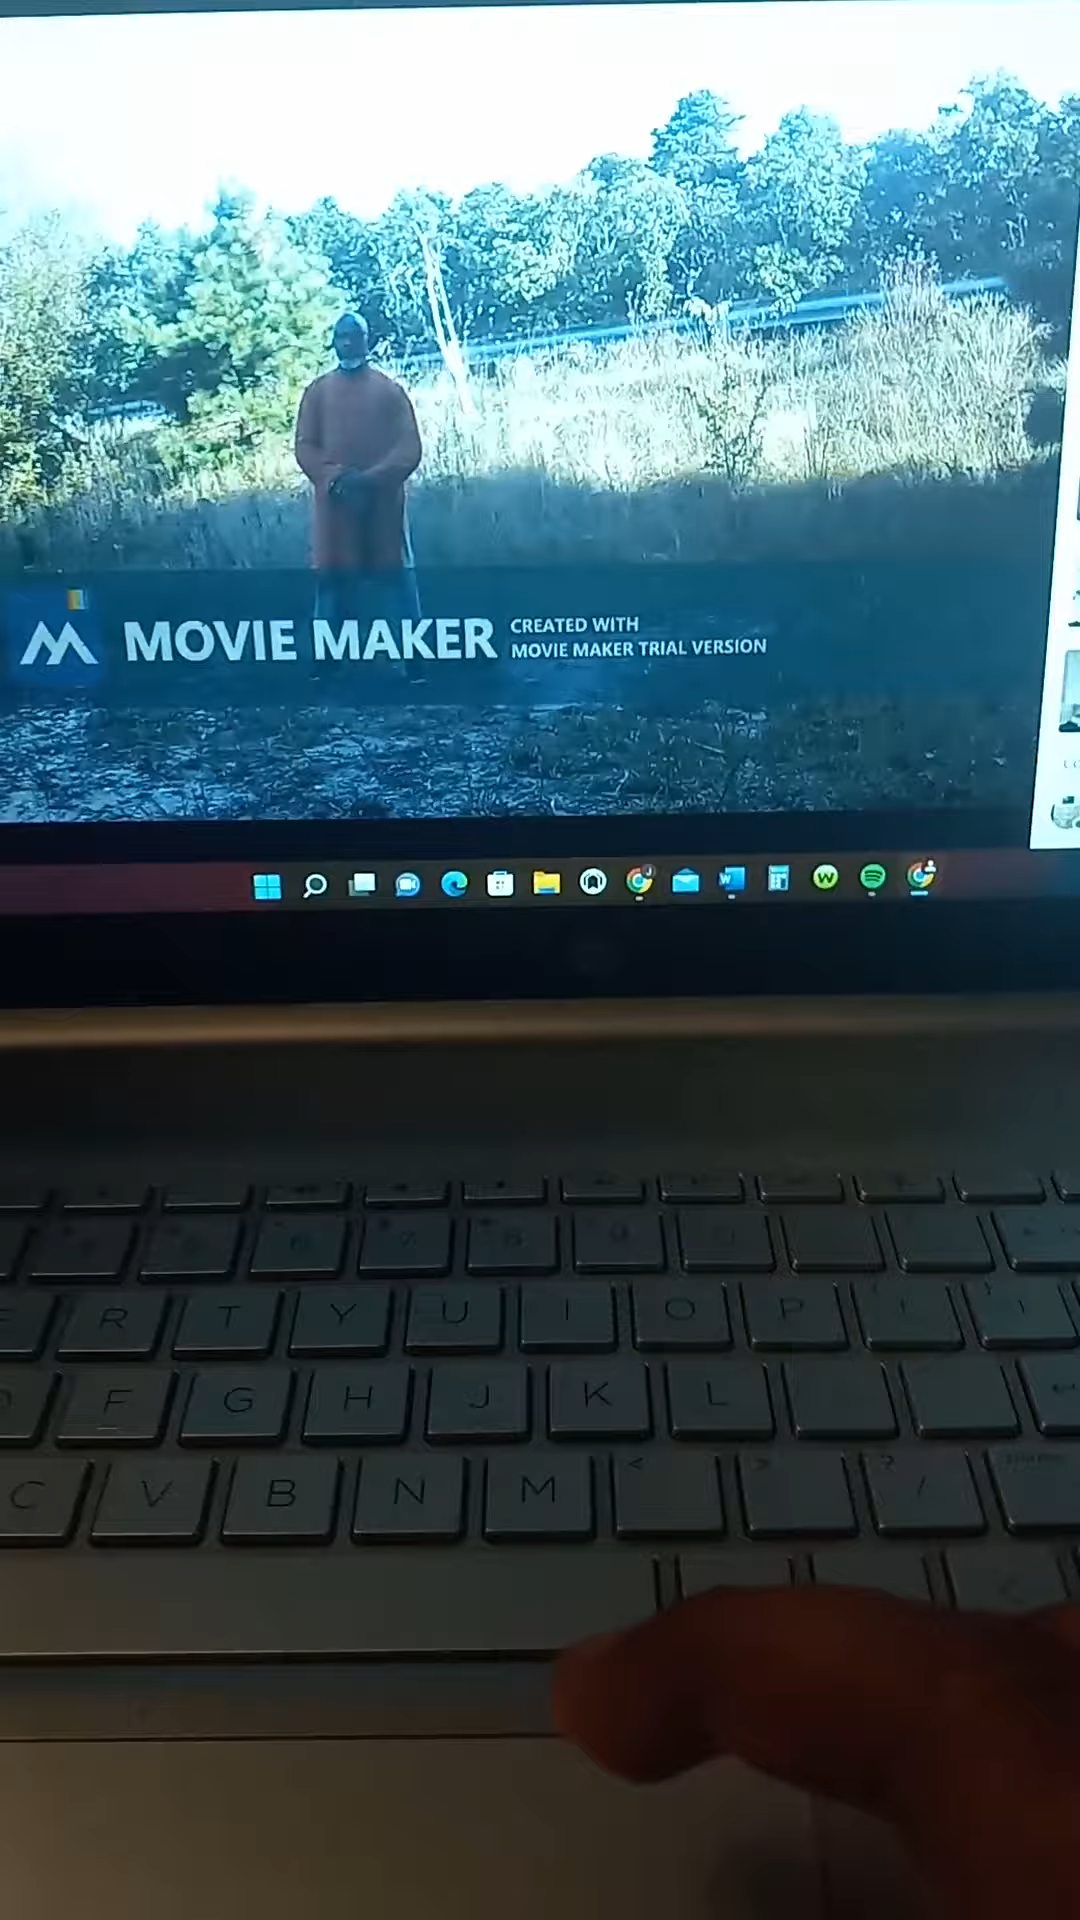 MOVIE MAKER
CREATED WITH
MOVIE MAKER TRIAL VERSION
R T Y U I O P
F G H J K L
C V B N M < > ? /